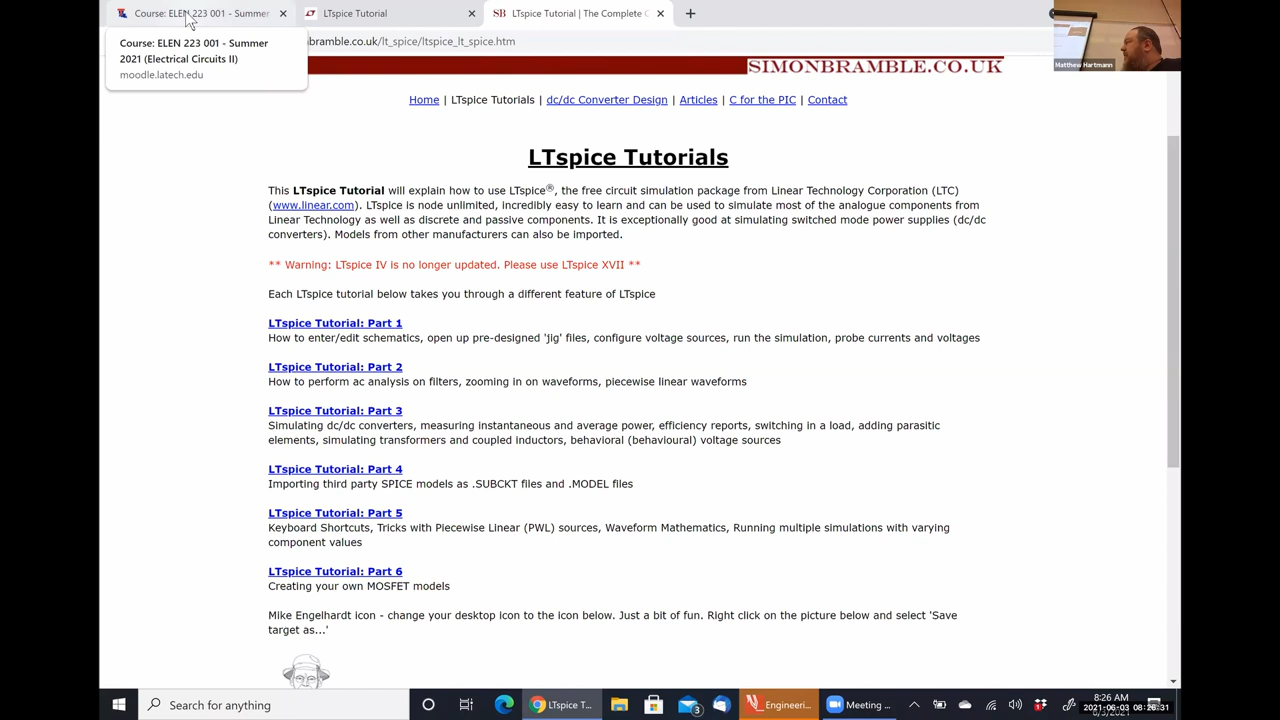 Course: ELEN 223 001 - Summer
LTspice Tutorial
SB LTspice Tutorial | The Complete C
Course: ELEN 223 001 - Summer
2021 (Electrical Circuits II)
moodle.latech.edu
nbramble.co.uk/lt_spice/ltspice_lt_spice.htm
Matthew Hartmann
SIMONBRAMBLE.CO.UK
Home | LTspice Tutorials | dc/dc Converter Design | Articles | C for the PIC | Contact
LTspice Tutorials
This LTspice Tutorial will explain how to use LTspice®, the free circuit simulation package from Linear Technology Corporation (LTC)
(www.linear.com). LTspice is node unlimited, incredibly easy to learn and can be used to simulate most of the analogue components from
Linear Technology as well as discrete and passive components. It is exceptionally good at simulating switched mode power supplies (dc/dc
converters). Models from other manufacturers can also be imported.
** Warning: LTspice IV is no longer updated. Please use LTspice XVII **
Each LTspice tutorial below takes you through a different feature of LTspice
LTspice Tutorial: Part 1
How to enter/edit schematics, open up pre-designed 'jig' files, configure voltage sources, run the simulation, probe currents and voltages
LTspice Tutorial: Part 2
How to perform ac analysis on filters, zooming in on waveforms, piecewise linear waveforms
LTspice Tutorial: Part 3
Simulating dc/dc converters, measuring instantaneous and average power, efficiency reports, switching in a load, adding parasitic
elements, simulating transformers and coupled inductors, behavioral (behavioural) voltage sources
LTspice Tutorial: Part 4
Importing third party SPICE models as .SUBCKT files and .MODEL files
LTspice Tutorial: Part 5
Keyboard Shortcuts, Tricks with Piecewise Linear (PWL) sources, Waveform Mathematics, Running multiple simulations with varying
component values
LTspice Tutorial: Part 6
Creating your own MOSFET models
Mike Engelhardt icon - change your desktop icon to the icon below. Just a bit of fun. Right click on the picture below and select 'Save
target as...'
Search for anything
LTspice T...
3
Engineeri...
Meeting ...
8:26 AM
2021-06-03 08:26:31